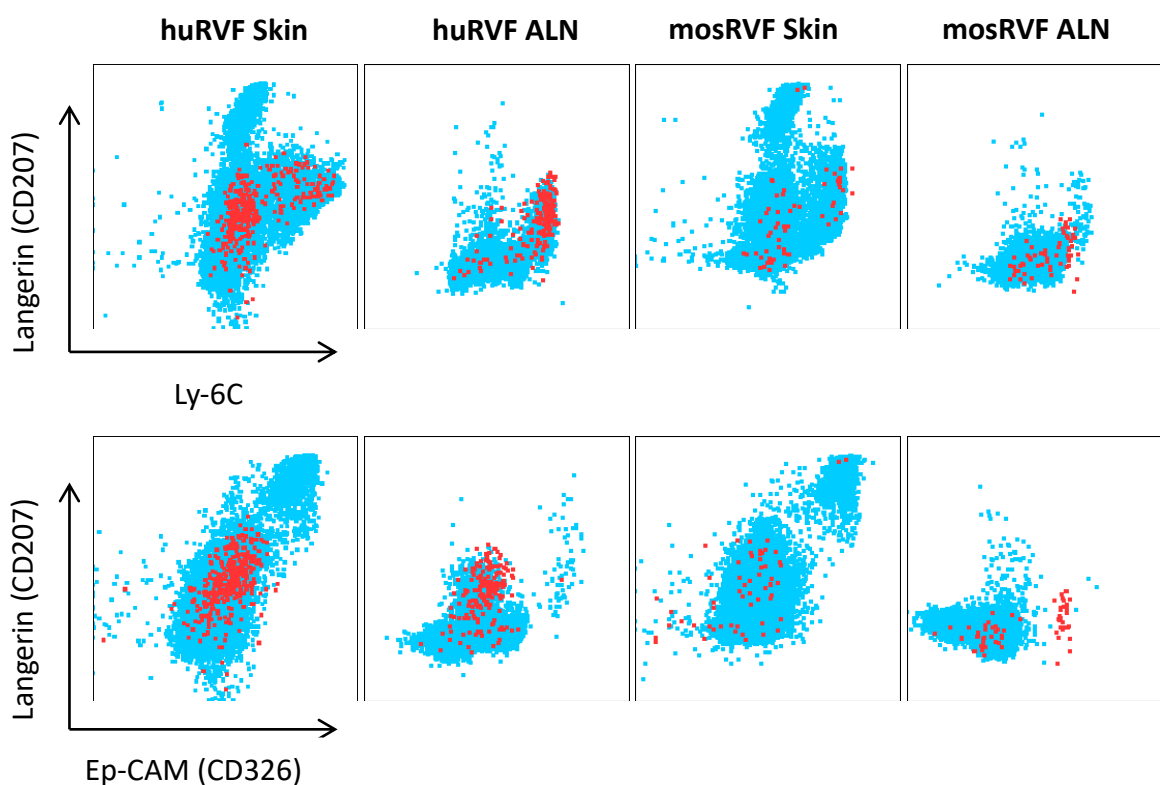 huRVF Skin
huRVF ALN
mosRVF Skin
mosRVF ALN
Langerin (CD207)
Ly-6C
Langerin (CD207)
Ep-CAM (CD326)